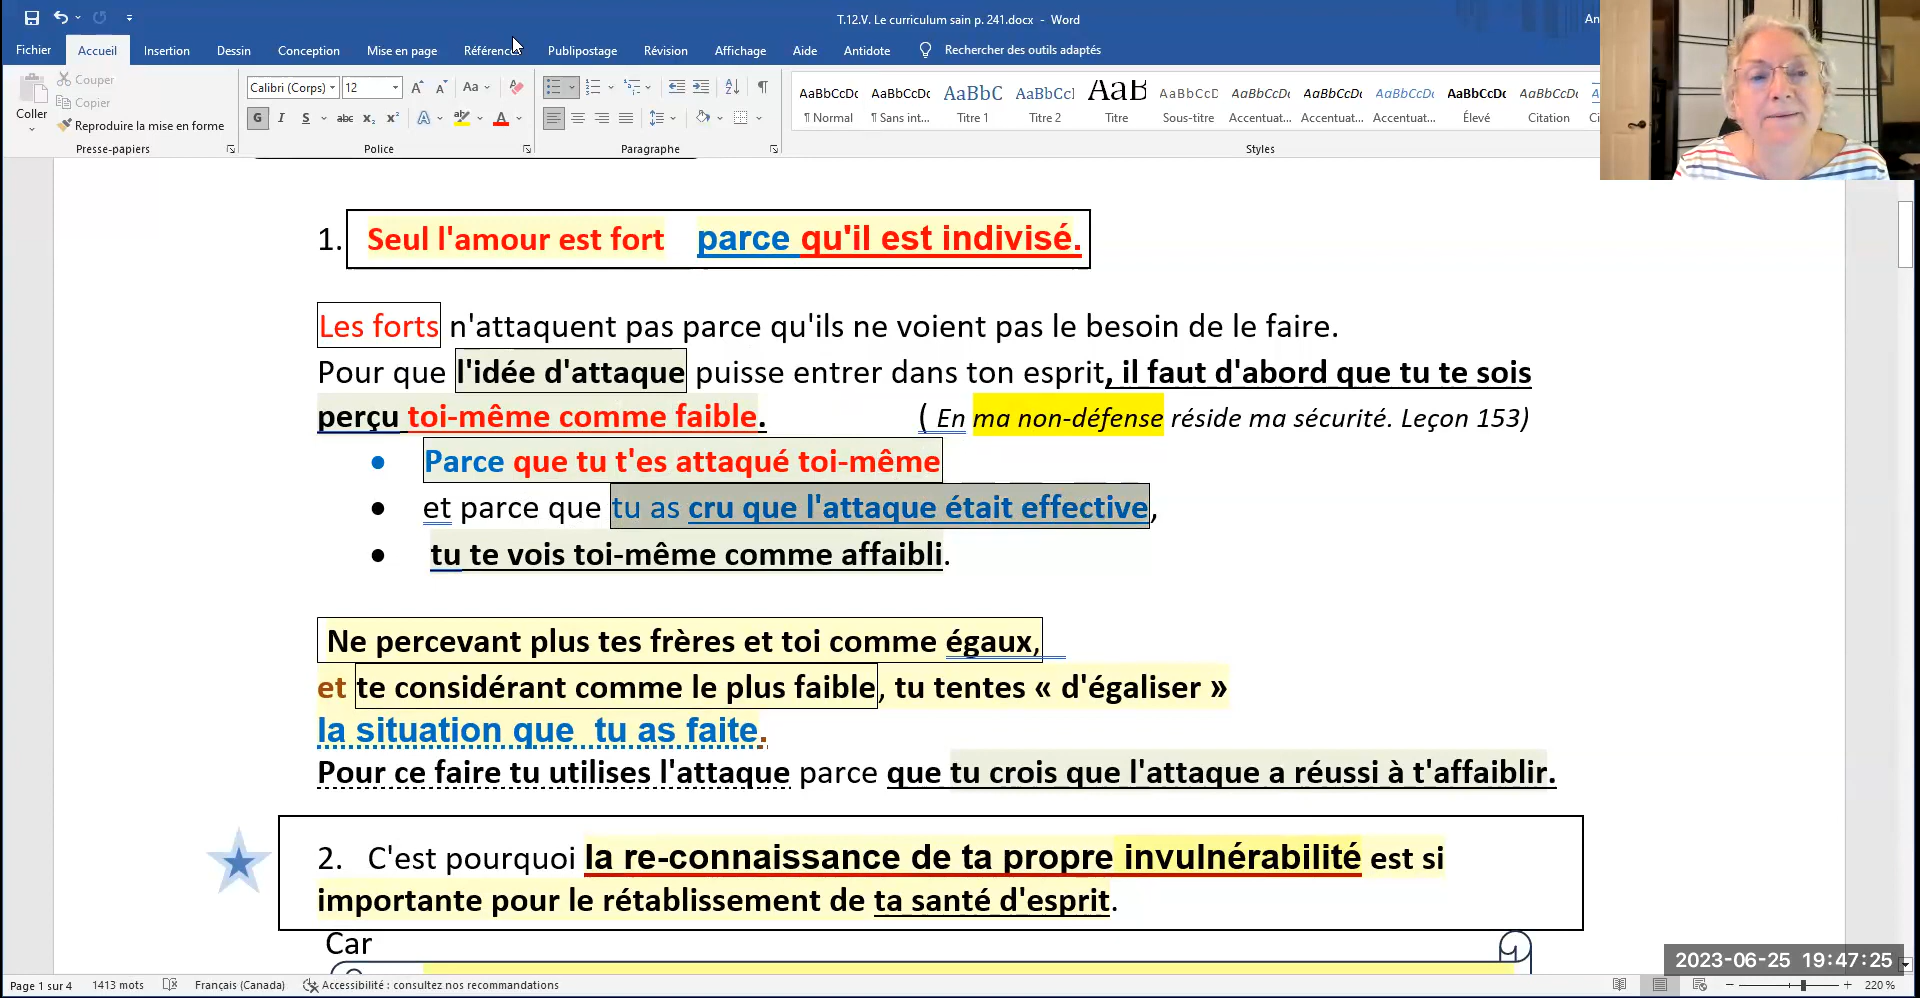 T.12.V. Le curriculum sain p. 241.docx - Word
Fichier Accueil Insertion Dessin Conception Mise en page Publipostage Révision Affichage Aide Antidote Rechercher des outils adaptés
Coller
Couper
Copier
Reproduire la mise en forme
Presse-papiers
Calibri (Corps) 12
Police
Paragraphe
AaBbCcDc AaBbCcDc AaBbC AaBbCcI AaB AaBbCcD AaBbCcDc AaBbCcDc AaBbCcDc AaBbCcDc AaBbCcDc
¶ Normal ¶ Sans int... Titre 1 Titre 2 Titre Sous-titre Accentuat... Accentuat... Accentuat... Élevé Citation
Styles
1. Seul l'amour est fort parce qu'il est indivisé.
Les forts n'attaquent pas parce qu'ils ne voient pas le besoin de le faire.
Pour que l'idée d'attaque puisse entrer dans ton esprit, il faut d'abord que tu te sois
perçu toi-même comme faible. ( En ma non-défense réside ma sécurité. Leçon 153)
• Parce que tu t'es attaqué toi-même
• et parce que tu as cru que l'attaque était effective,
• tu te vois toi-même comme affaibli.
Ne percevant plus tes frères et toi comme égaux,
et te considérant comme le plus faible, tu tentes « d'égaliser »
la situation que tu as faite.
Pour ce faire tu utilises l'attaque parce que tu crois que l'attaque a réussi à t'affaiblir.
2. C'est pourquoi la re-connaissance de ta propre invulnérabilité est si
importante pour le rétablissement de ta santé d'esprit.
Car
2023-06-25 19:47:25
Page 1 sur 4 1413 mots Français (Canada) Accessibilité : consultez nos recommandations 220 %